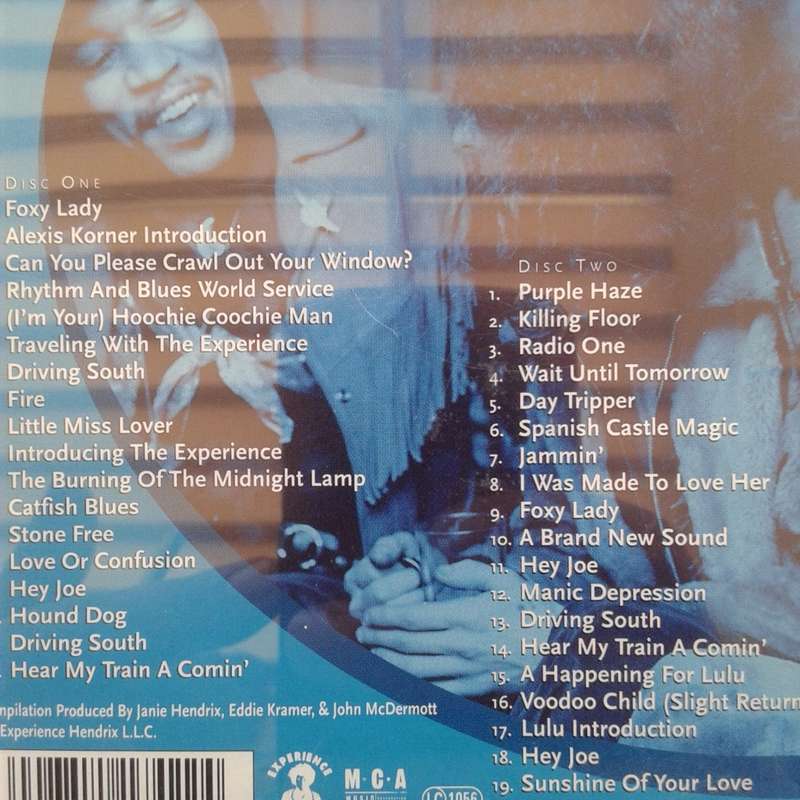 Disc One
Foxy Lady
Alexis Korner Introduction
Can You Please Crawl Out Your Window?
Rhythm And Blues World Service
(I'm Your) Hoochie Coochie Man
Traveling With The Experience
Driving South
Fire
Little Miss Lover
Introducing The Experience
The Burning Of The Midnight Lamp
Catfish Blues
Stone Free
Love Or Confusion
Hey Joe
Hound Dog
Driving South
Hear My Train A Comin'
Disc Two
1. Purple Haze
2. Killing Floor
3. Radio One
4. Wait Until Tomorrow
5. Day Tripper
6. Spanish Castle Magic
7. Jammin'
8. I Was Made To Love Her
9. Foxy Lady
10. A Brand New Sound
11. Hey Joe
12. Manic Depression
13. Driving South
14. Hear My Train A Comin'
15. A Happening For Lulu
16. Voodoo Child (Slight Return
17. Lulu Introduction
18. Hey Joe
19. Sunshine Of Your Love
mpilation Produced By Janie Hendrix, Eddie Kramer, & John McDermott
Experience Hendrix L.L.C.
EXPERIENCE
M·C·A
LC 1056